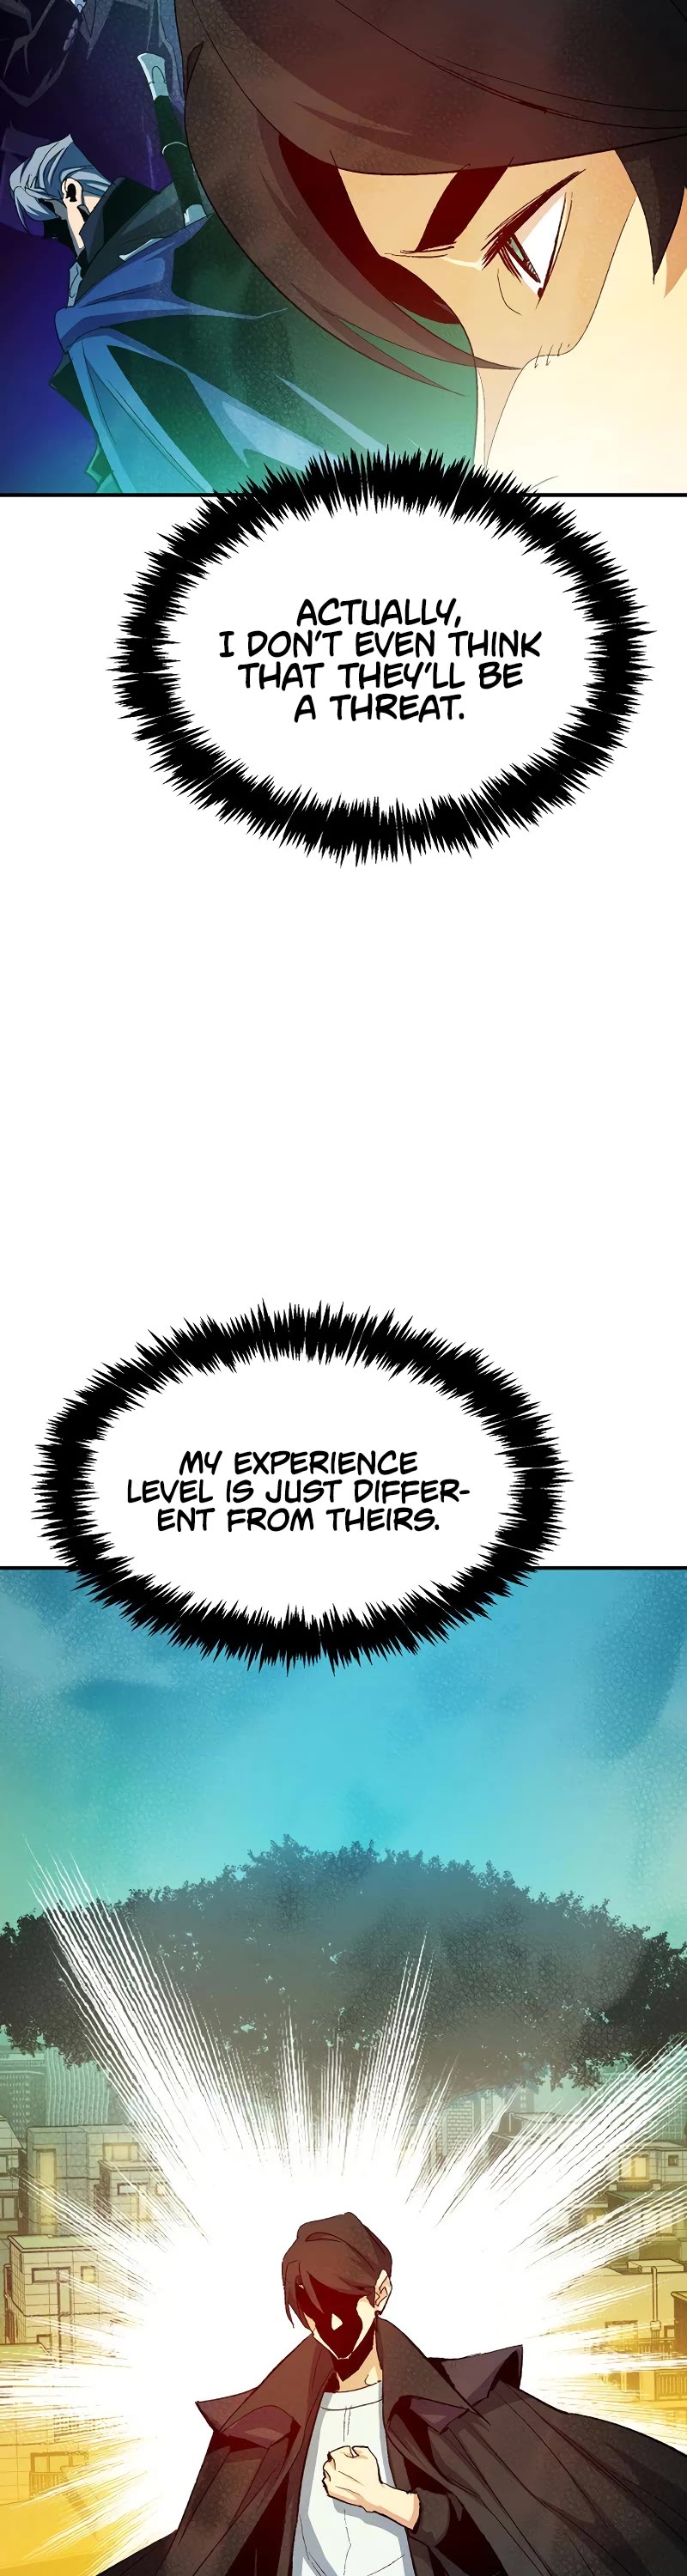 ACTUALLY,
I DON'T EVEN THINK
THAT THEY'LL BE
A THREAT.
MY EXPERIENCE
LEVEL IS JUST DIFFER-
ENT FROM THEIRS.